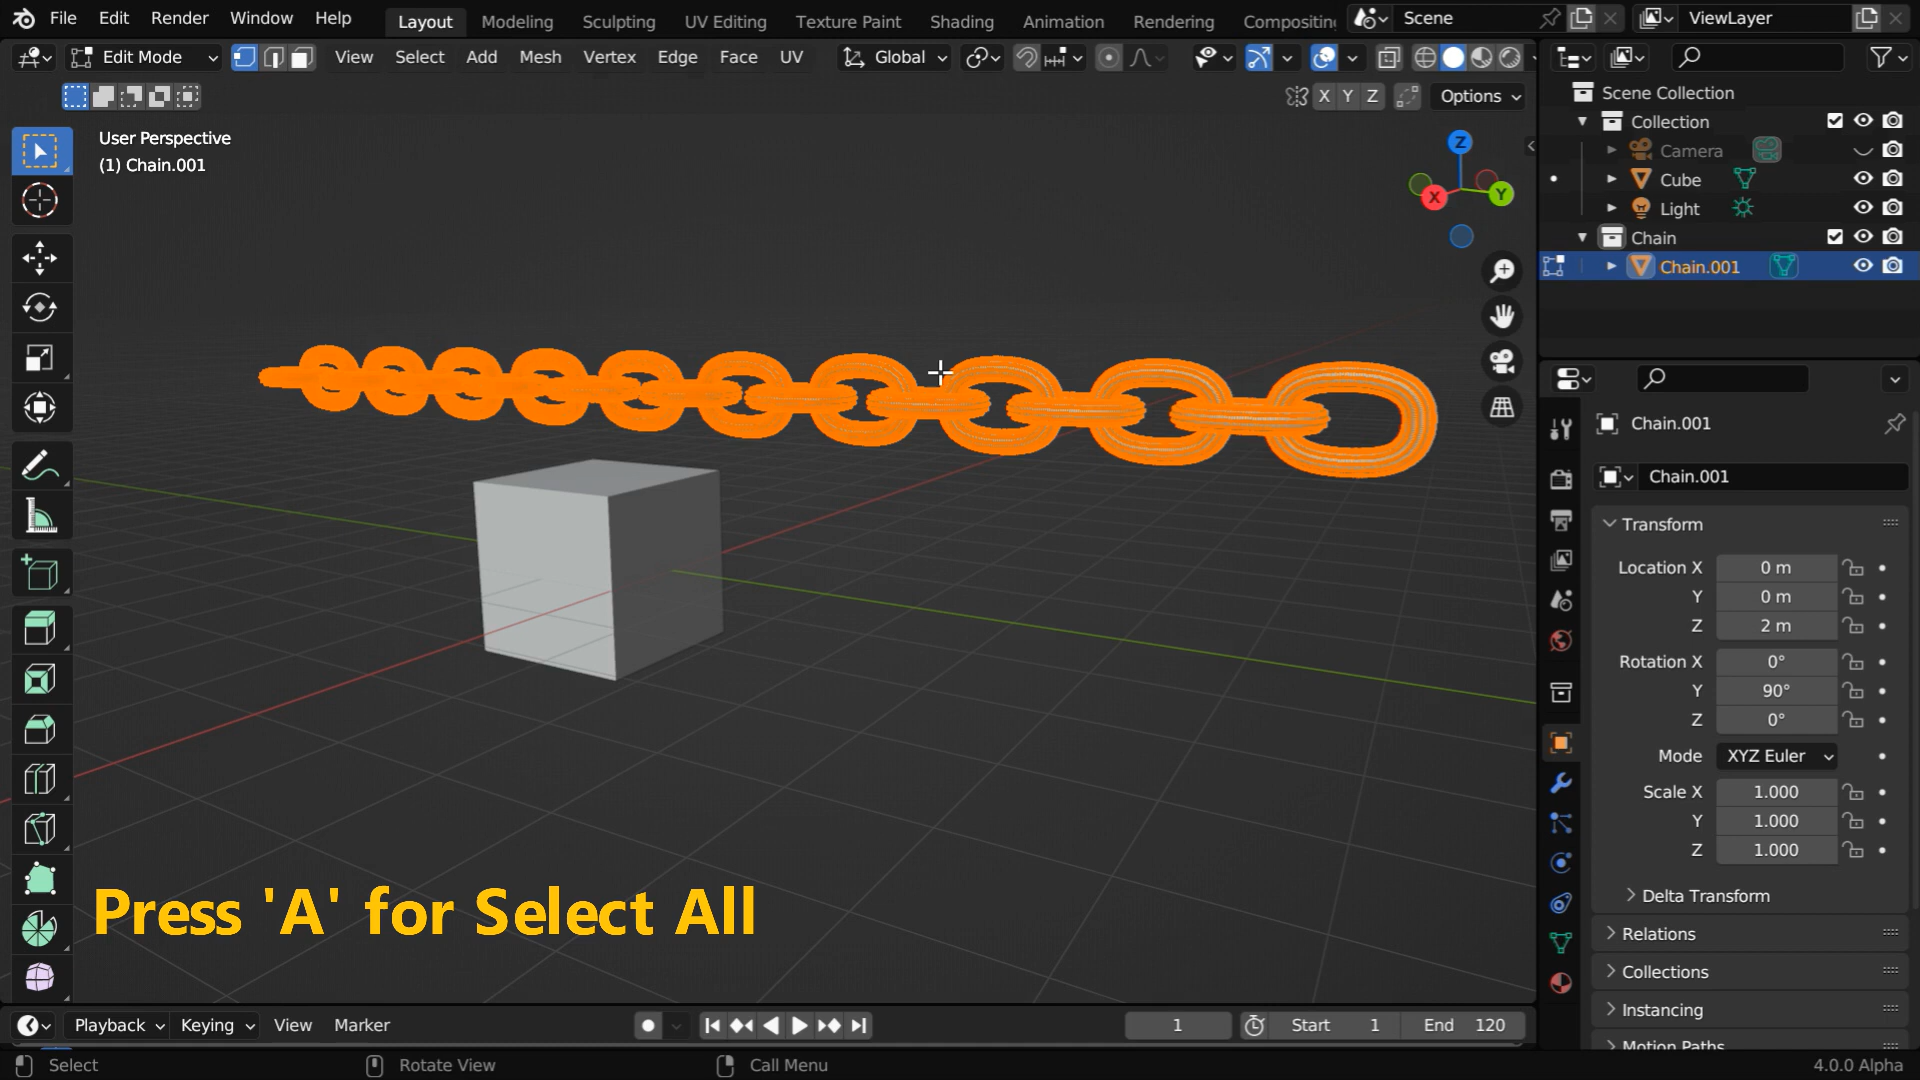 File Edit Render Window Help Layout Modeling Sculpting UV Editing Texture Paint Shading Animation Rendering Compositing Scene ViewLayer
Edit Mode View Select Add Mesh Vertex Edge Face UV Global
X Y Z Options
User Perspective
(1) Chain.001
Z
X
Y
Scene Collection
Collection
Camera
Cube
Light
Chain
Chain.001
Chain.001
Chain.001
Transform
Location X 0 m
Y 0 m
Z 2 m
Rotation X 0°
Y 90°
Z 0°
Mode XYZ Euler
Scale X 1.000
Y 1.000
Z 1.000
Delta Transform
Relations
Collections
Instancing
Motion Paths
Press 'A' for Select All
Playback Keying View Marker 1 Start 1 End 120
Select Rotate View Call Menu 4.0.0 Alpha